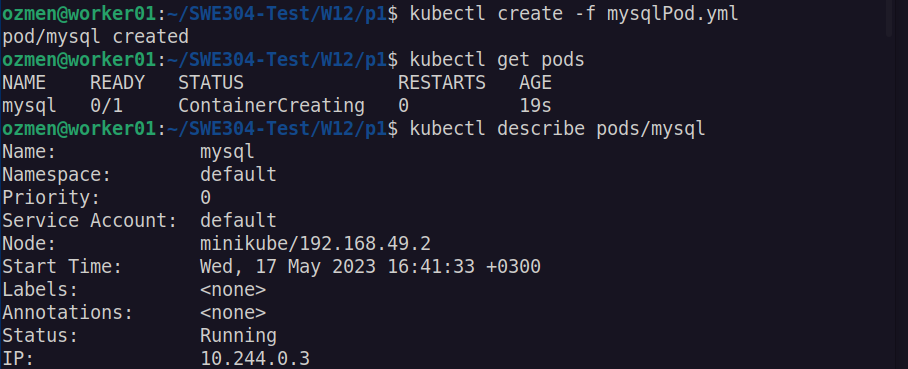 ozmen@worker01:~/SWE304-Test/W12/p1$ kubectl create -f mysqlPod.yml
pod/mysql created
ozmen@worker01:~/SWE304-Test/W12/p1$ kubectl get pods
NAME    READY   STATUS              RESTARTS   AGE
mysql   0/1     ContainerCreating   0          19s
ozmen@worker01:~/SWE304-Test/W12/p1$ kubectl describe pods/mysql
Name:             mysql
Namespace:        default
Priority:         0
Service Account:  default
Node:             minikube/192.168.49.2
Start Time:       Wed, 17 May 2023 16:41:33 +0300
Labels:           <none>
Annotations:      <none>
Status:           Running
IP:               10.244.0.3